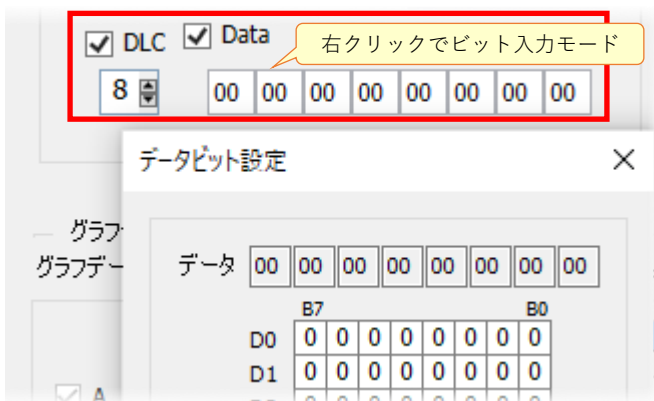 DLC Data
右クリックでビット入力モード
8 00 00 00 00 00 00 00 00
データビット設定
グラフ
グラフデー
データ 00 00 00 00 00 00 00 00
B7 B0
D0 0 0 0 0 0 0 0 0
D1 0 0 0 0 0 0 0 0
A